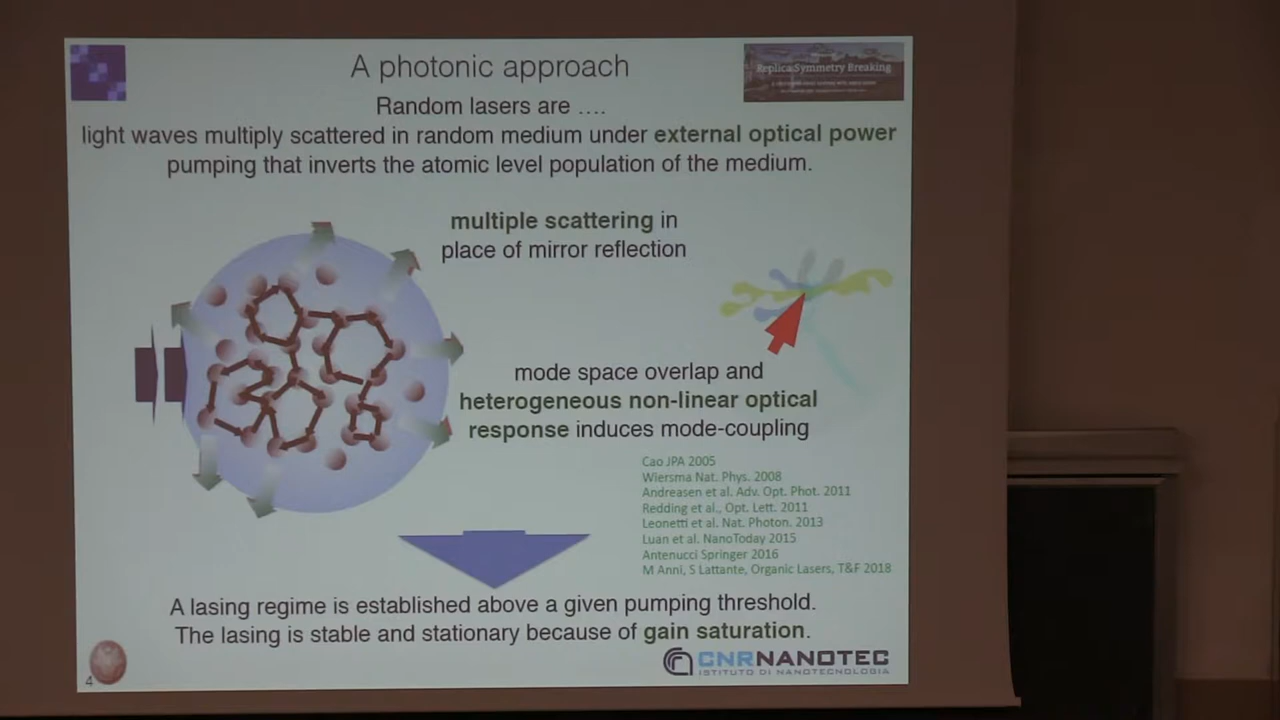 A photonic approach
Replica Symmetry Breaking
Random lasers are ....
light waves multiply scattered in random medium under external optical power
pumping that inverts the atomic level population of the medium.
multiple scattering in
place of mirror reflection
mode space overlap and
heterogeneous non-linear optical
response induces mode-coupling
Cao JPA 2005
Wiersma Nat. Phys. 2008
Andreasen et al. Adv. Opt. Phot. 2011
Redding et al., Opt. Lett. 2011
Leonetti et al. Nat. Photon. 2013
Luan et al. NanoToday 2015
Antenucci Springer 2016
M Anni, S Lattante, Organic Lasers, T&F 2018
A lasing regime is established above a given pumping threshold.
The lasing is stable and stationary because of gain saturation.
CNRNANOTEC
ISTITUTO DI NANOTECNOLOGIA
4